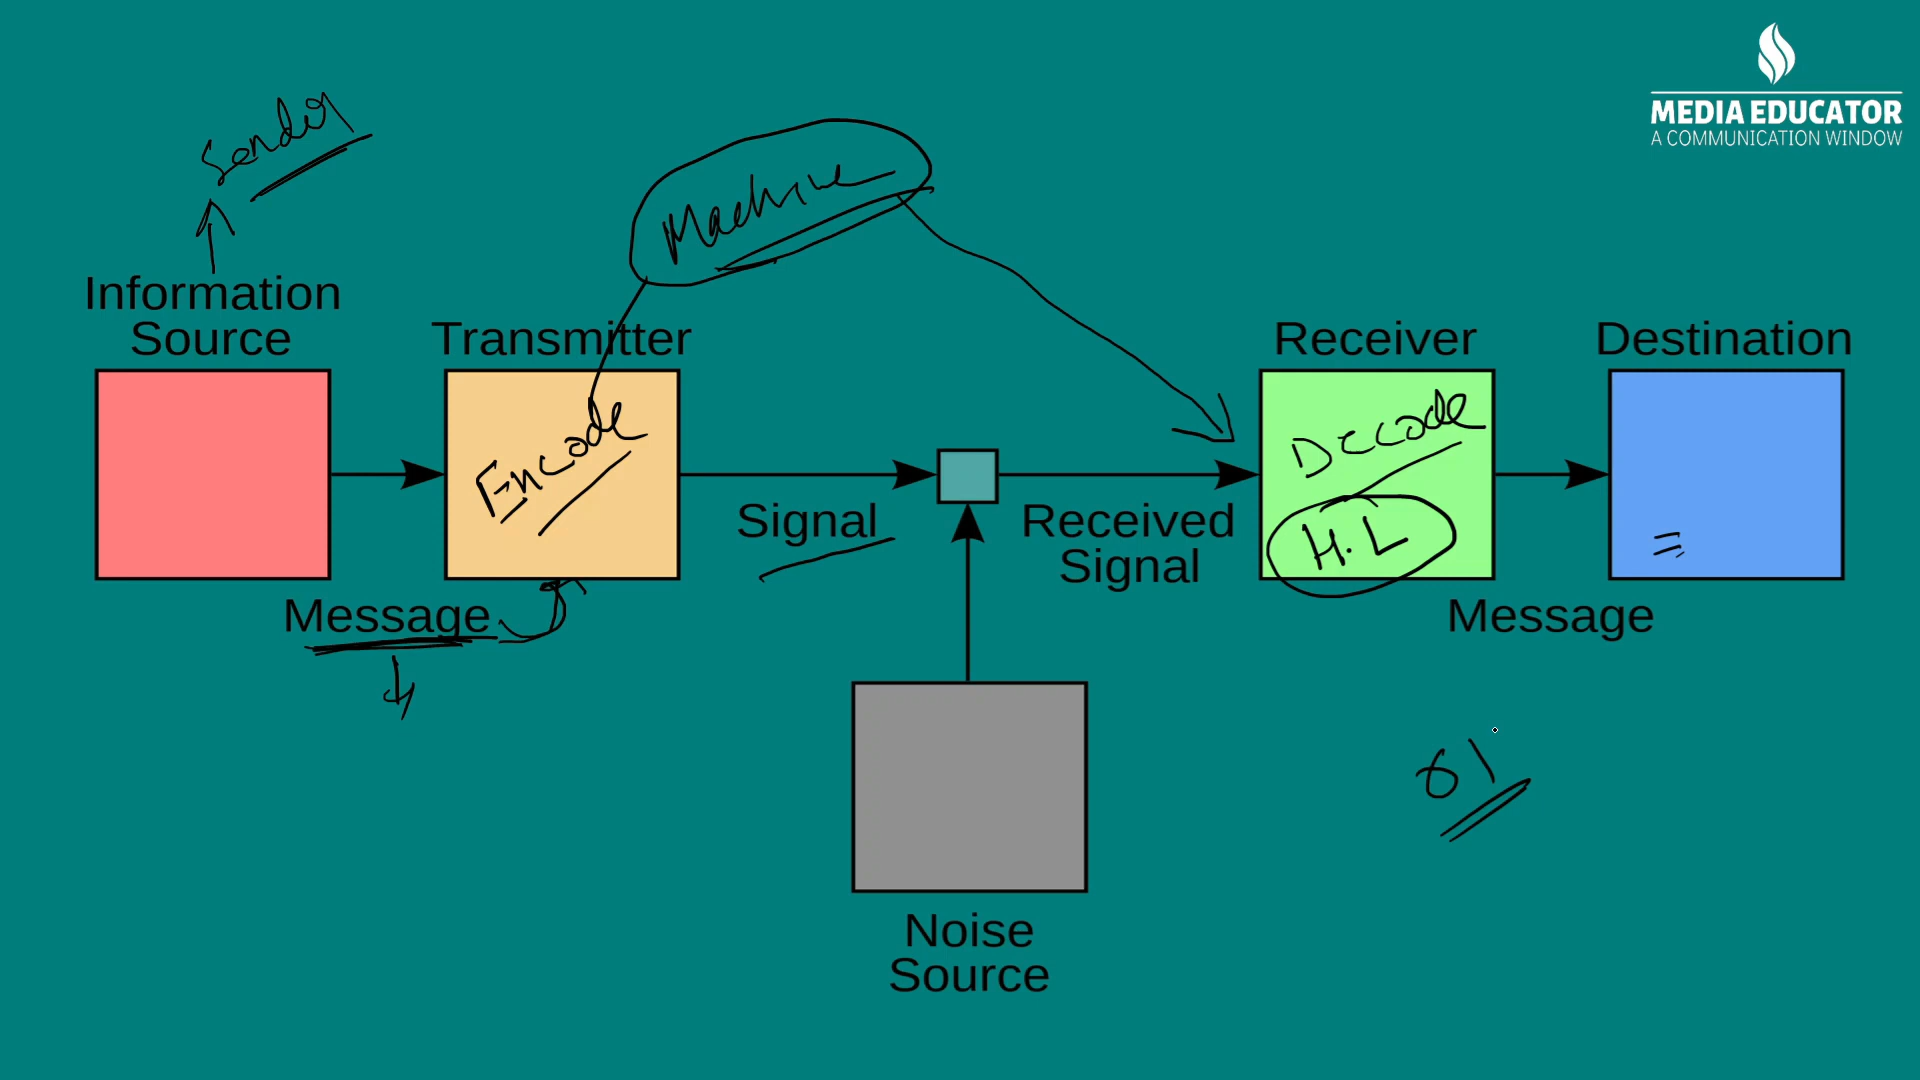 MEDIA EDUCATOR
A COMMUNICATION WINDOW
Sender
Machine
Information
Source
Transmitter
Receiver
Destination
Encode
Decode
H.L
Signal
Received
Signal
Message
Message
Noise
Source